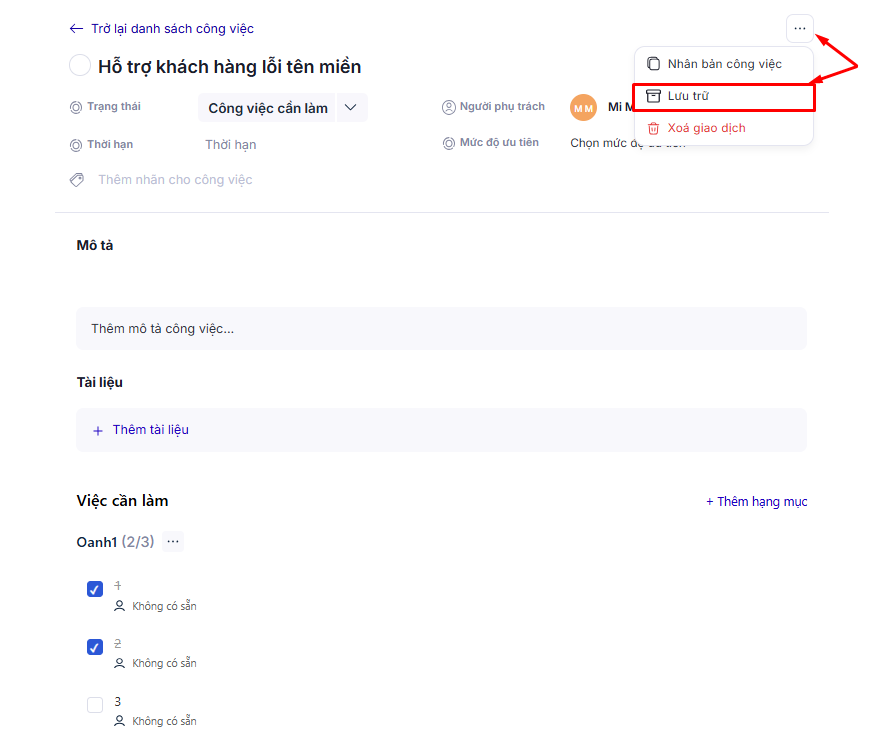 Trở lại danh sách công việc
Hỗ trợ khách hàng lỗi tên miền
Nhân bản công việc
Lưu trữ
Xoá giao dịch
Trạng thái
Công việc cần làm
Người phụ trách
MM
Mi
Thời hạn
Thời hạn
Mức độ ưu tiên
Chọn mức độ ưu tiên
Thêm nhãn cho công việc
Mô tả
Thêm mô tả công việc...
Tài liệu
+ Thêm tài liệu
Việc cần làm
+ Thêm hạng mục
Oanh1 (2/3)
1
Không có sẵn
2
Không có sẵn
3
Không có sẵn